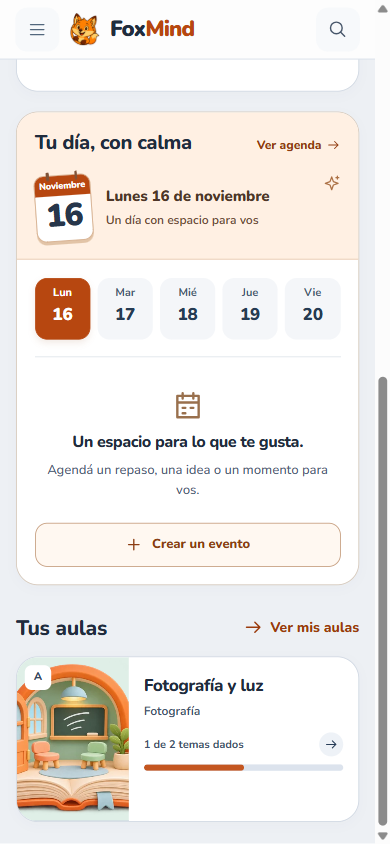 FoxMind
Tu día, con calma
Ver agenda
Noviembre
16
Lunes 16 de noviembre
Un día con espacio para vos
Lun
16
Mar
17
Mié
18
Jue
19
Vie
20
Un espacio para lo que te gusta.
Agendá un repaso, una idea o un momento para
vos.
Crear un evento
Tus aulas
Ver mis aulas
A
Fotografía y luz
Fotografía
1 de 2 temas dados